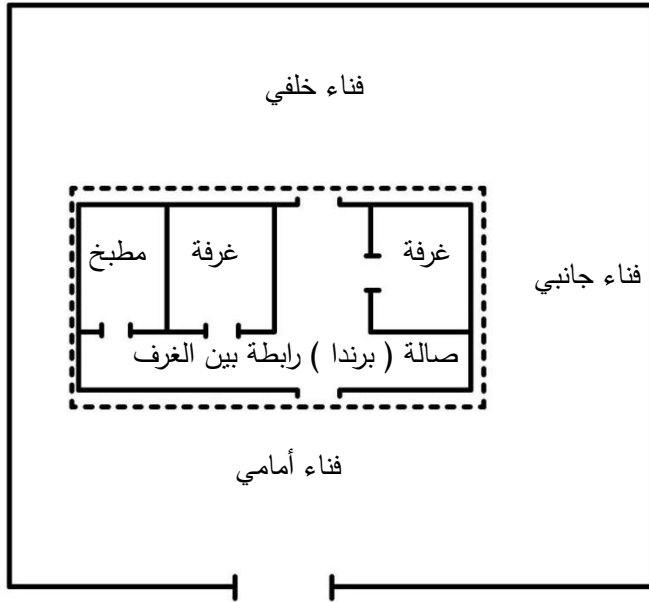 فناء خلفي
غرفة
غرفة
مطبخ
فناء جانبي
صالة ( برندا ) رابطة بين الغرف
فناء أمامي